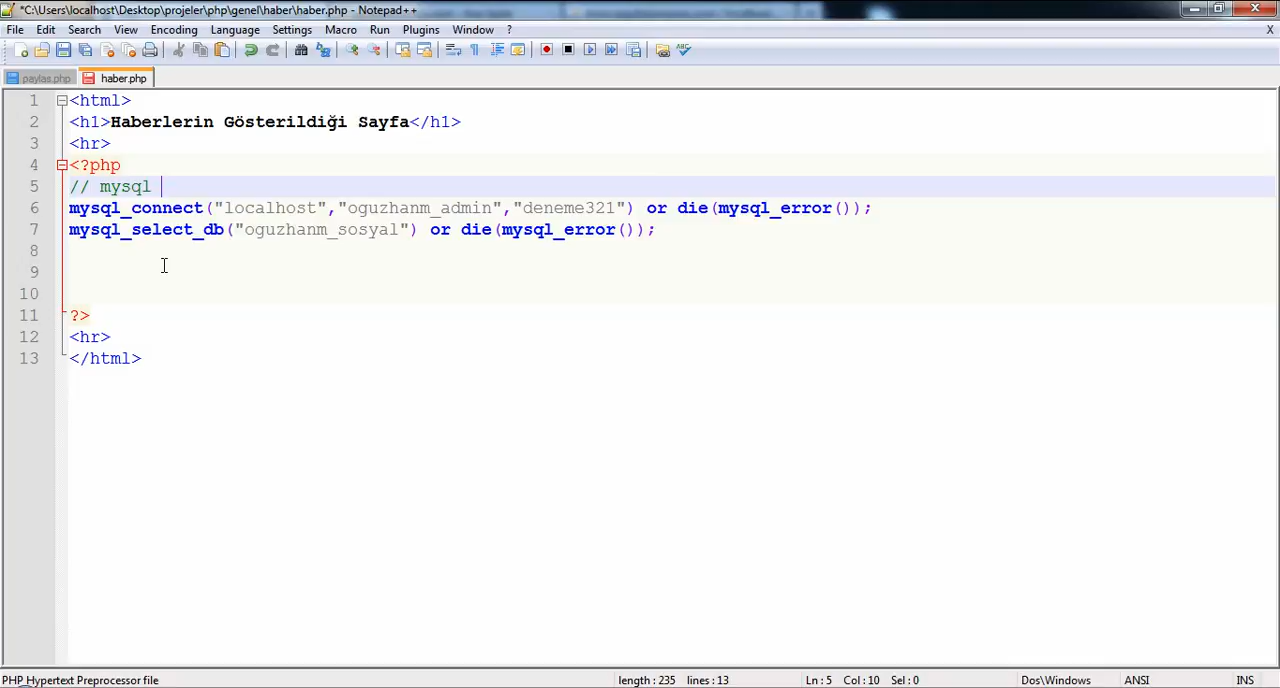 *C:\Users\localhost\Desktop\projeler\php\genel\haber\haber.php - Notepad++
File Edit Search View Encoding Language Settings Macro Run Plugins Window ? X
paylas.php haber.php
1 <html>
2 <h1>Haberlerin Gösterildiği Sayfa</h1>
3 <hr>
4 <?php
5 // mysql
6 mysql_connect("localhost","oguzhanm_admin","deneme321") or die(mysql_error());
7 mysql_select_db("oguzhanm_sosyal") or die(mysql_error());
8
9
10
11 ?>
12 <hr>
13 </html>
PHP Hypertext Preprocessor file length : 235 lines : 13 Ln : 5 Col : 10 Sel : 0 Dos\Windows ANSI INS